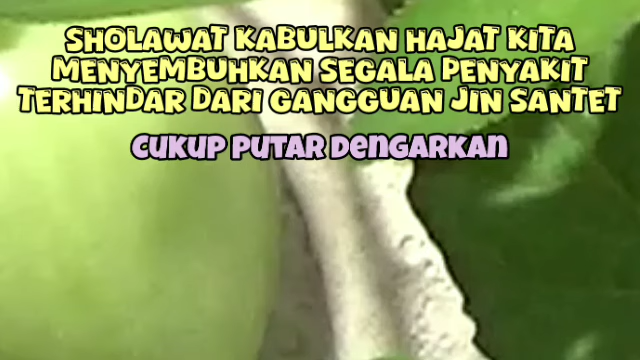 SHOLAWAT KABULKAN HAJAT KITA
MENYEMBUHKAN SEGALA PENYAKIT
TERHINDAR DARI GANGGUAN JIN SANTET
CUKUP PUTAR DENGARKAN